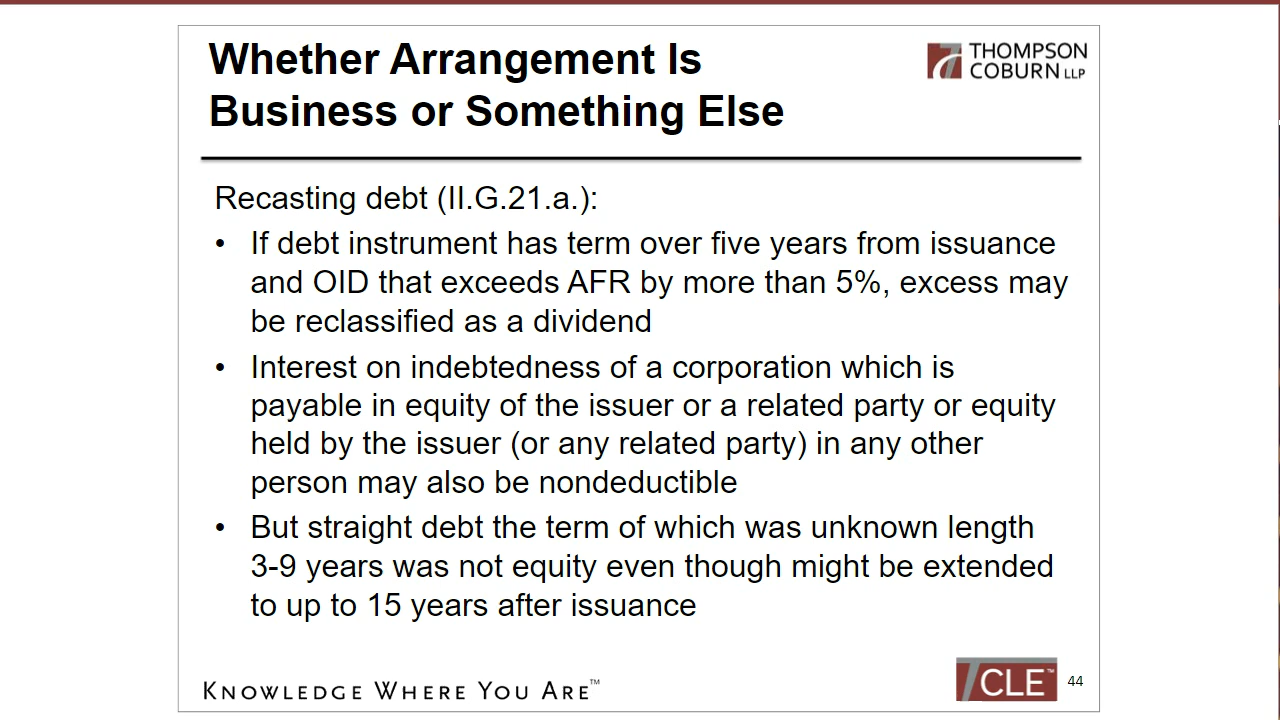 Whether Arrangement Is
Business or Something Else
THOMPSON
COBURN LLP
Recasting debt (II.G.21.a.):
• If debt instrument has term over five years from issuance
and OID that exceeds AFR by more than 5%, excess may
be reclassified as a dividend
• Interest on indebtedness of a corporation which is
payable in equity of the issuer or a related party or equity
held by the issuer (or any related party) in any other
person may also be nondeductible
• But straight debt the term of which was unknown length
3-9 years was not equity even though might be extended
to up to 15 years after issuance
KNOWLEDGE WHERE YOU ARE™
CLE™
44